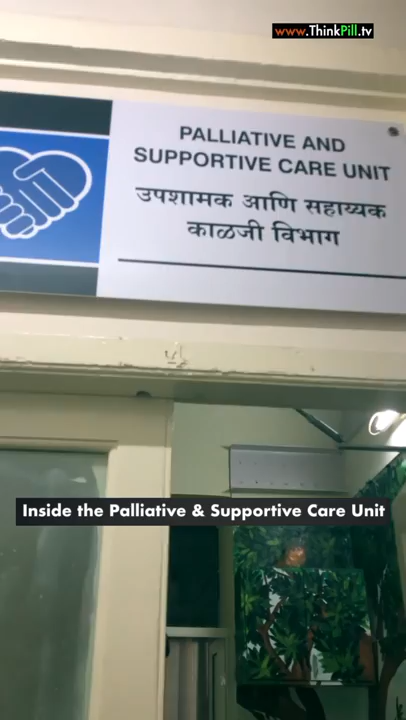 www.ThinkPill.tv
PALLIATIVE AND
SUPPORTIVE CARE UNIT
उपशामक आणि सहाय्यक
काळजी विभाग
Inside the Palliative & Supportive Care Unit